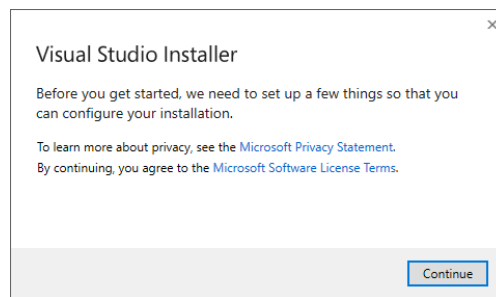 Visual Studio Installer
Before you get started, we need to set up a few things so that you
can configure your installation.
To learn more about privacy, see the Microsoft Privacy Statement.
By continuing, you agree to the Microsoft Software License Terms.
Continue